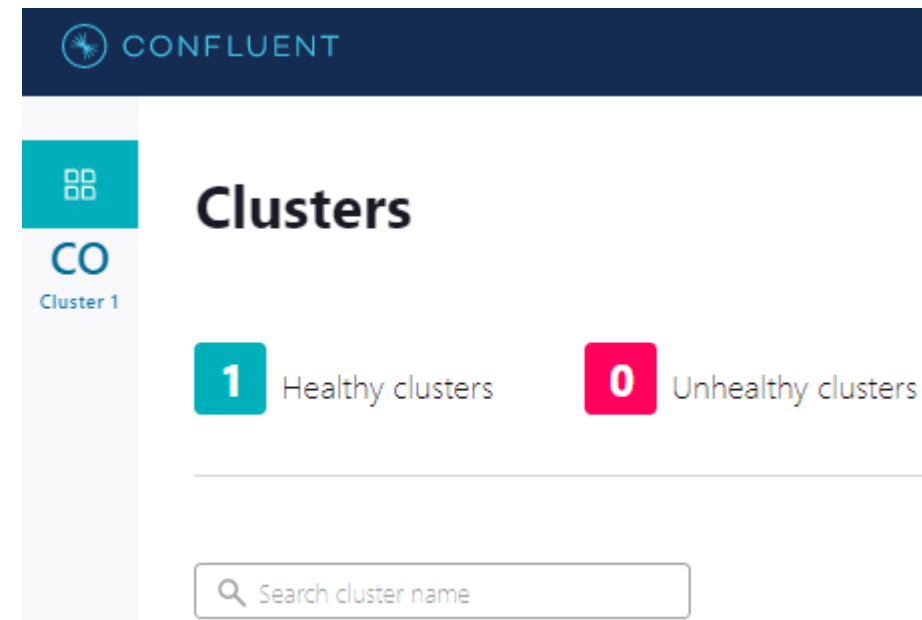 CONFLUENT
Clusters
CO
Cluster 1
1 Healthy clusters 0 Unhealthy clusters
Search cluster name